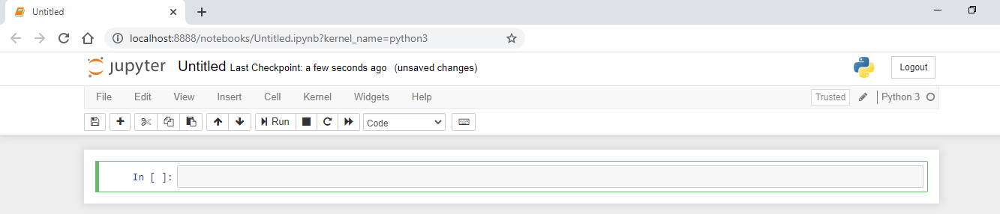 Untitled
localhost:8888/notebooks/Untitled.ipynb?kernel_name=python3
jupyter Untitled Last Checkpoint: a few seconds ago (unsaved changes) Logout
File Edit View Insert Cell Kernel Widgets Help Trusted Python 3
Run Code
In [ ]: